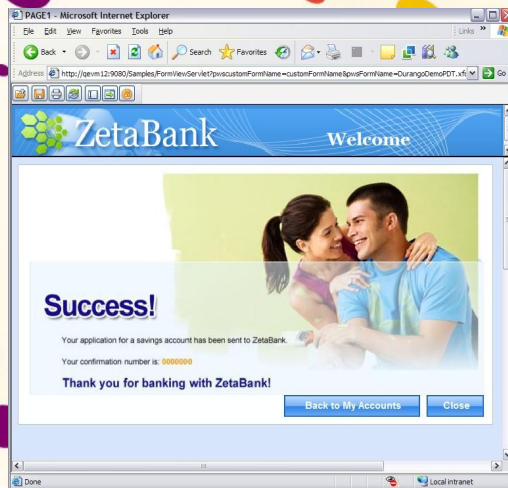 PAGE1 - Microsoft Internet Explorer
File Edit View Favorites Tools Help
Links »
Back Search Favorites
Address http://qevm12:9080/Samples/FormViewServlet?pwscustomFormName=customFormName&pwsFormName=DurangoDemoPDT.xfd Go
ZetaBank Welcome
Success!
Your application for a savings account has been sent to ZetaBank.
Your confirmation number is: 0000000
Thank you for banking with ZetaBank!
Back to My Accounts Close
Done Local intranet